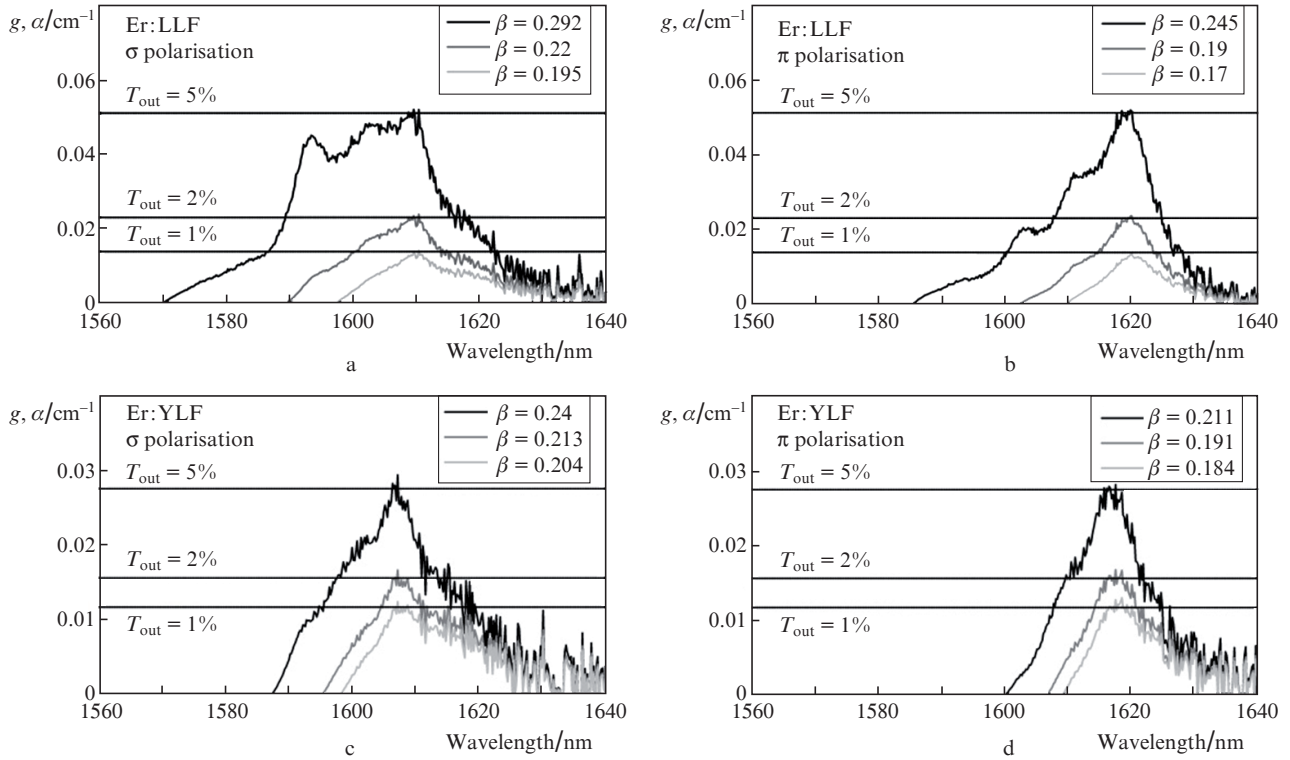 g, α/cm⁻¹
Er:LLF
σ polarisation
β = 0.292
β = 0.22
β = 0.195
0.06
T_out = 5%
0.04
T_out = 2%
0.02
T_out = 1%
0
1560 1580 1600 1620 1640
Wavelength/nm
a
g, α/cm⁻¹
Er:LLF
π polarisation
β = 0.245
β = 0.19
β = 0.17
0.06
T_out = 5%
0.04
T_out = 2%
0.02
T_out = 1%
0
1560 1580 1600 1620 1640
Wavelength/nm
b
g, α/cm⁻¹
Er:YLF
σ polarisation
β = 0.24
β = 0.213
β = 0.204
0.03
T_out = 5%
0.02
T_out = 2%
0.01
T_out = 1%
0
1560 1580 1600 1620 1640
Wavelength/nm
c
g, α/cm⁻¹
Er:YLF
π polarisation
β = 0.211
β = 0.191
β = 0.184
0.03
T_out = 5%
0.02
T_out = 2%
0.01
T_out = 1%
0
1560 1580 1600 1620 1640
Wavelength/nm
d